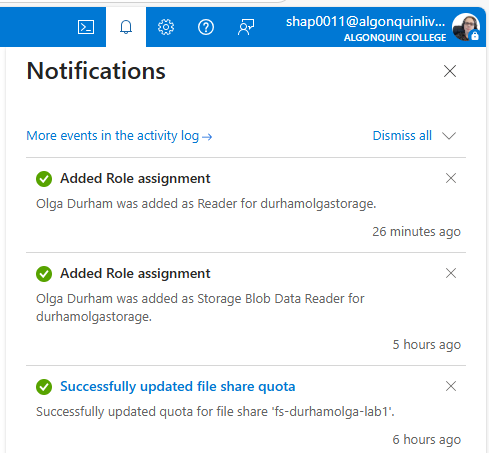 shap0011@algonquinliv...
ALGONQUIN COLLEGE
Notifications
More events in the activity log →
Dismiss all
Added Role assignment
Olga Durham was added as Reader for durhamolgastorage.
26 minutes ago
Added Role assignment
Olga Durham was added as Storage Blob Data Reader for
durhamolgastorage.
5 hours ago
Successfully updated file share quota
Successfully updated quota for file share 'fs-durhamolga-lab1'.
6 hours ago